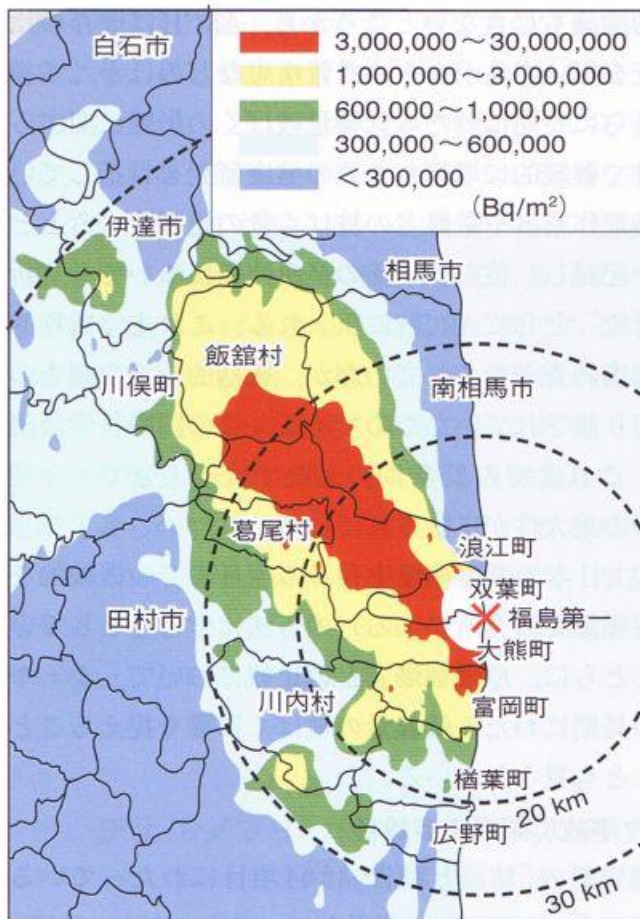 白石市
3,000,000～30,000,000
1,000,000～ 3,000,000
600,000～1,000,000
300,000～600,000
< 300,000
(Bq/m²)
伊達市
相馬市
飯舘村
川俣町
南相馬市
葛尾村
浪江町
双葉町
福島第一
田村市
大熊町
川内村
富岡町
楢葉町
20 km
広野町
30 km